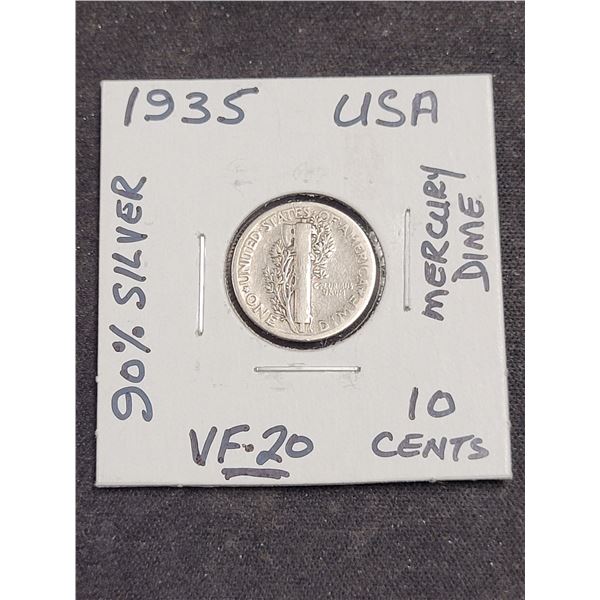 1935 USA
90% SILVER
MERCURY
DIME
UNITED STATES OF AMERICA
ONE DIME
VF-20
10
CENTS